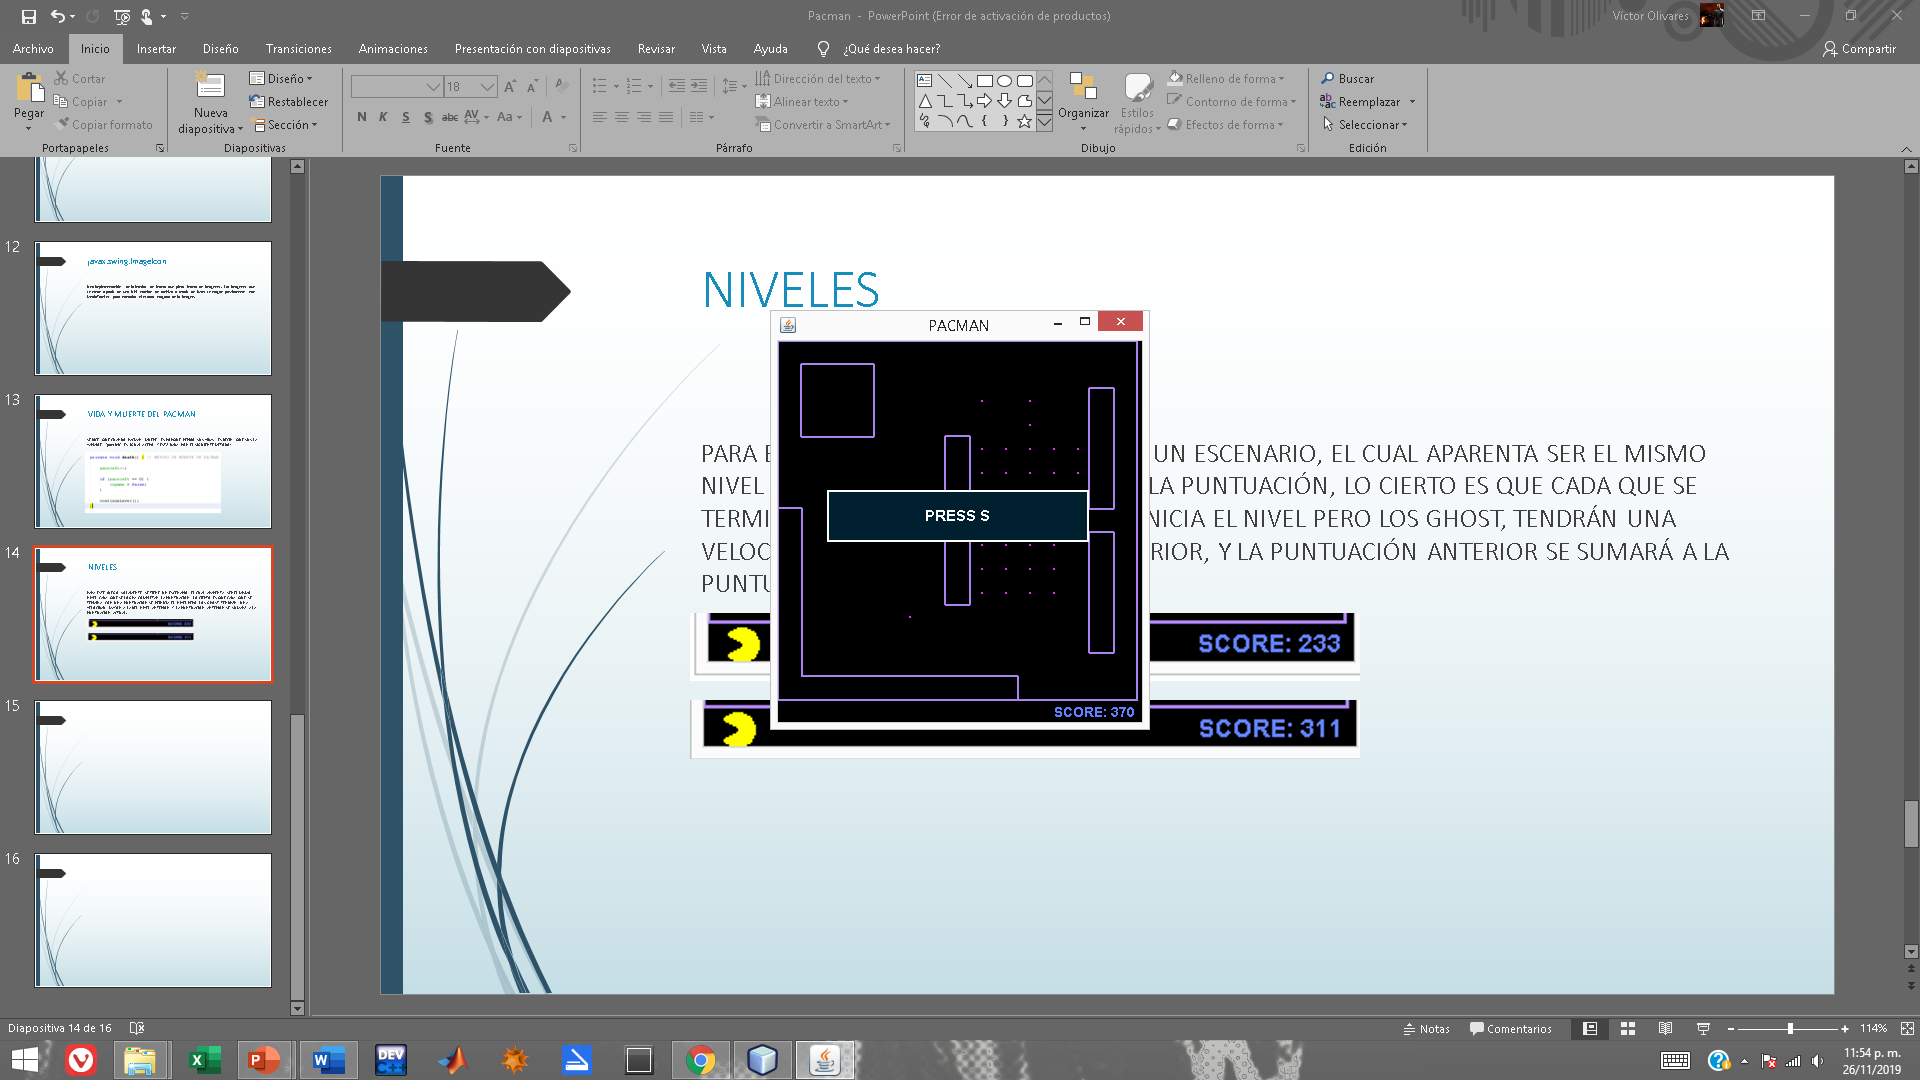 Pacman - PowerPoint (Error de activación de productos)
Víctor Olivares
Archivo Inicio Insertar Diseño Transiciones Animaciones Presentación con diapositivas Revisar Vista Ayuda ¿Qué desea hacer? Compartir
Pegar
Cortar
Copiar
Copiar formato
Portapapeles
Nueva diapositiva
Diseño
Restablecer
Sección
Diapositivas
18
N K S S abc AV Aa A
Fuente
Dirección del texto
Alinear texto
Convertir a SmartArt
Párrafo
Organizar
Estilos rápidos
Relleno de forma
Contorno de forma
Efectos de forma
Dibujo
Buscar
Reemplazar
Seleccionar
Edición
12
javax.swing.ImageIcon
13
VIDA Y MUERTE DEL PACMAN
14
NIVELES
15
16
NIVELES
PACMAN
PARA E UN ESCENARIO, EL CUAL APARENTA SER EL MISMO
NIVEL LA PUNTUACIÓN, LO CIERTO ES QUE CADA QUE SE
TERMI NICIA EL NIVEL PERO LOS GHOST, TENDRÁN UNA
VELOC RIOR, Y LA PUNTUACIÓN ANTERIOR SE SUMARÁ A LA
PUNTU
PRESS S
SCORE: 370
SCORE: 233
SCORE: 311
Diapositiva 14 de 16
Notas Comentarios 114%
DEV
11:54 p. m.
26/11/2019